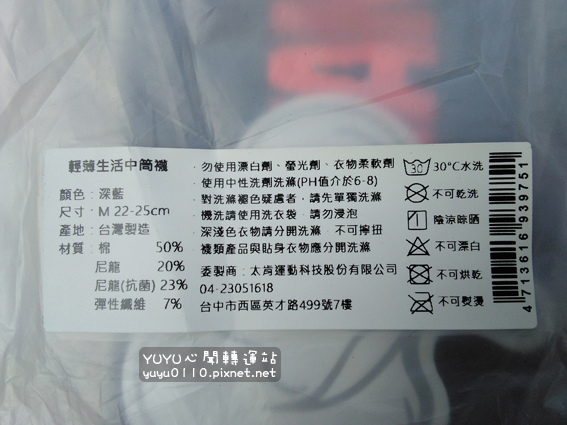 輕薄生活中筒襪
顏色：深藍
尺寸：M 22-25cm
產地：台灣製造
材質：棉 50%
尼龍 20%
尼龍(抗菌) 23%
彈性纖維 7%
勿使用漂白劑、螢光劑、衣物柔軟劑
使用中性洗劑洗滌(PH值介於6-8)
對洗滌褪色疑慮者，請先單獨洗滌
機洗請使用洗衣袋，請勿浸泡
深淺色衣物請分開洗滌，不可擰扭
襪類產品與貼身衣物應分開洗滌
委製商：太肯運動科技股份有限公司
04-23051618
台中市西區英才路499號7樓
30 30°C水洗
不可乾洗
陰涼晾曬
不可漂白
不可烘乾
不可熨燙
4713616939751
YUYU心聞轉運站
yuyu0110.pixnet.net